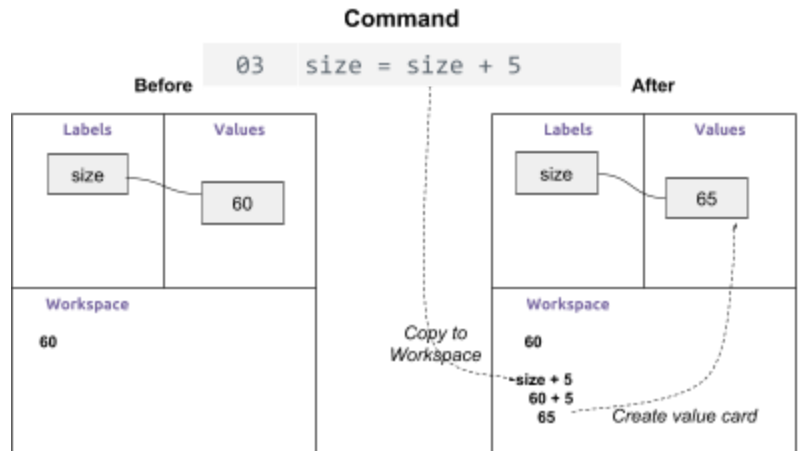 Command
03 size = size + 5
Before
After
Labels Values
size
60
Workspace
60
Labels Values
size
65
Workspace
60
Copy to
Workspace
size + 5
60 + 5
65
Create value card